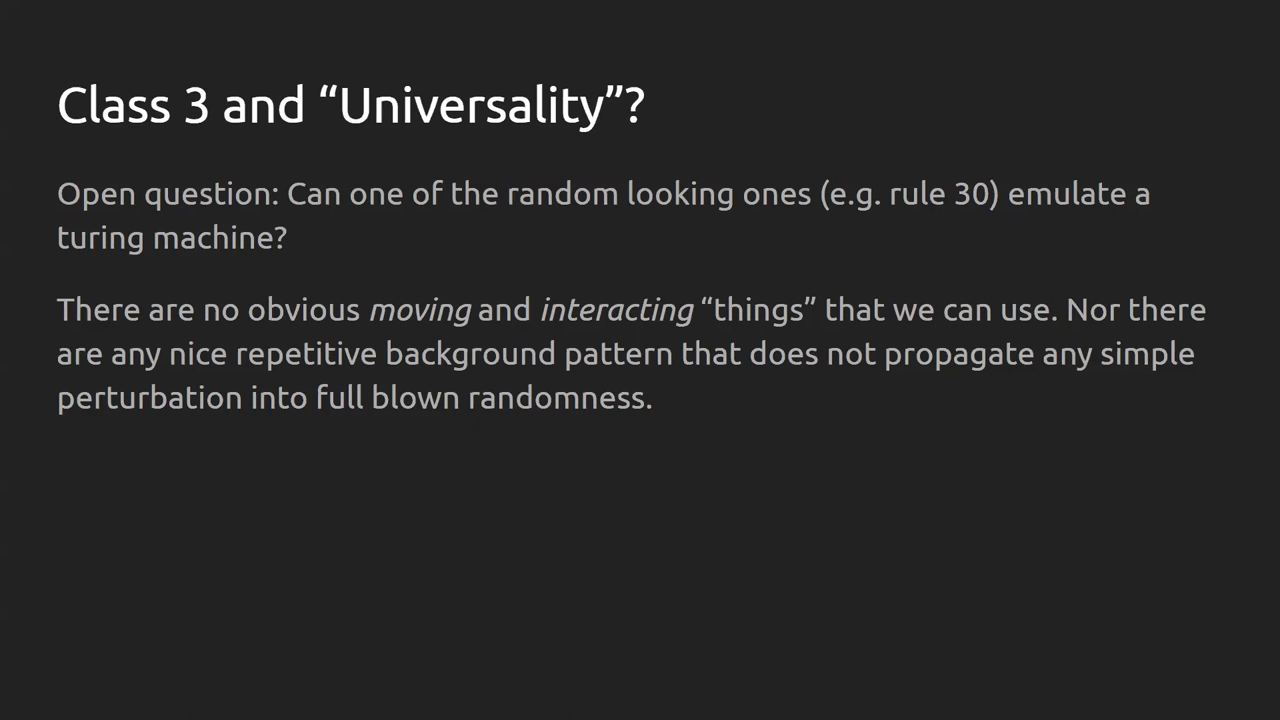 Class 3 and “Universality”?
Open question: Can one of the random looking ones (e.g. rule 30) emulate a
turing machine?
There are no obvious moving and interacting “things” that we can use. Nor there
are any nice repetitive background pattern that does not propagate any simple
perturbation into full blown randomness.